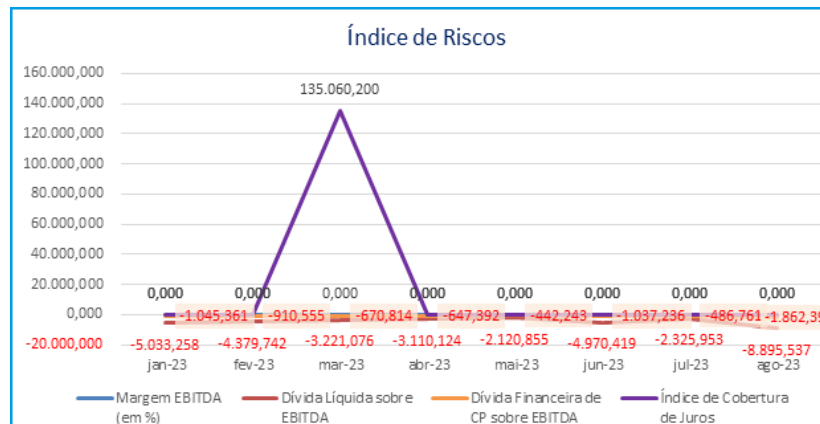 Índice de Riscos
160.000,000
140.000,000
120.000,000
100.000,000
80.000,000
60.000,000
40.000,000
20.000,000
0,000
-20.000,000
135.060,200
0,000 0,000 0,000 0,000 0,000 0,000 0,000 0,000
-1.045,361 -910,555 -670,814 -647,392 -442,243 -1.037,236 -486,761 -1.862,39
-5.033,258 -4.379,742 -3.221,076 -3.110,124 -2.120,855 -4.970,419 -2.325,953 -8.895,537
jan-23 fev-23 mar-23 abr-23 mai-23 jun-23 jul-23 ago-23
Margem EBITDA (em %)
Dívida Líquida sobre EBITDA
Dívida Financeira de CP sobre EBITDA
Índice de Cobertura de Juros